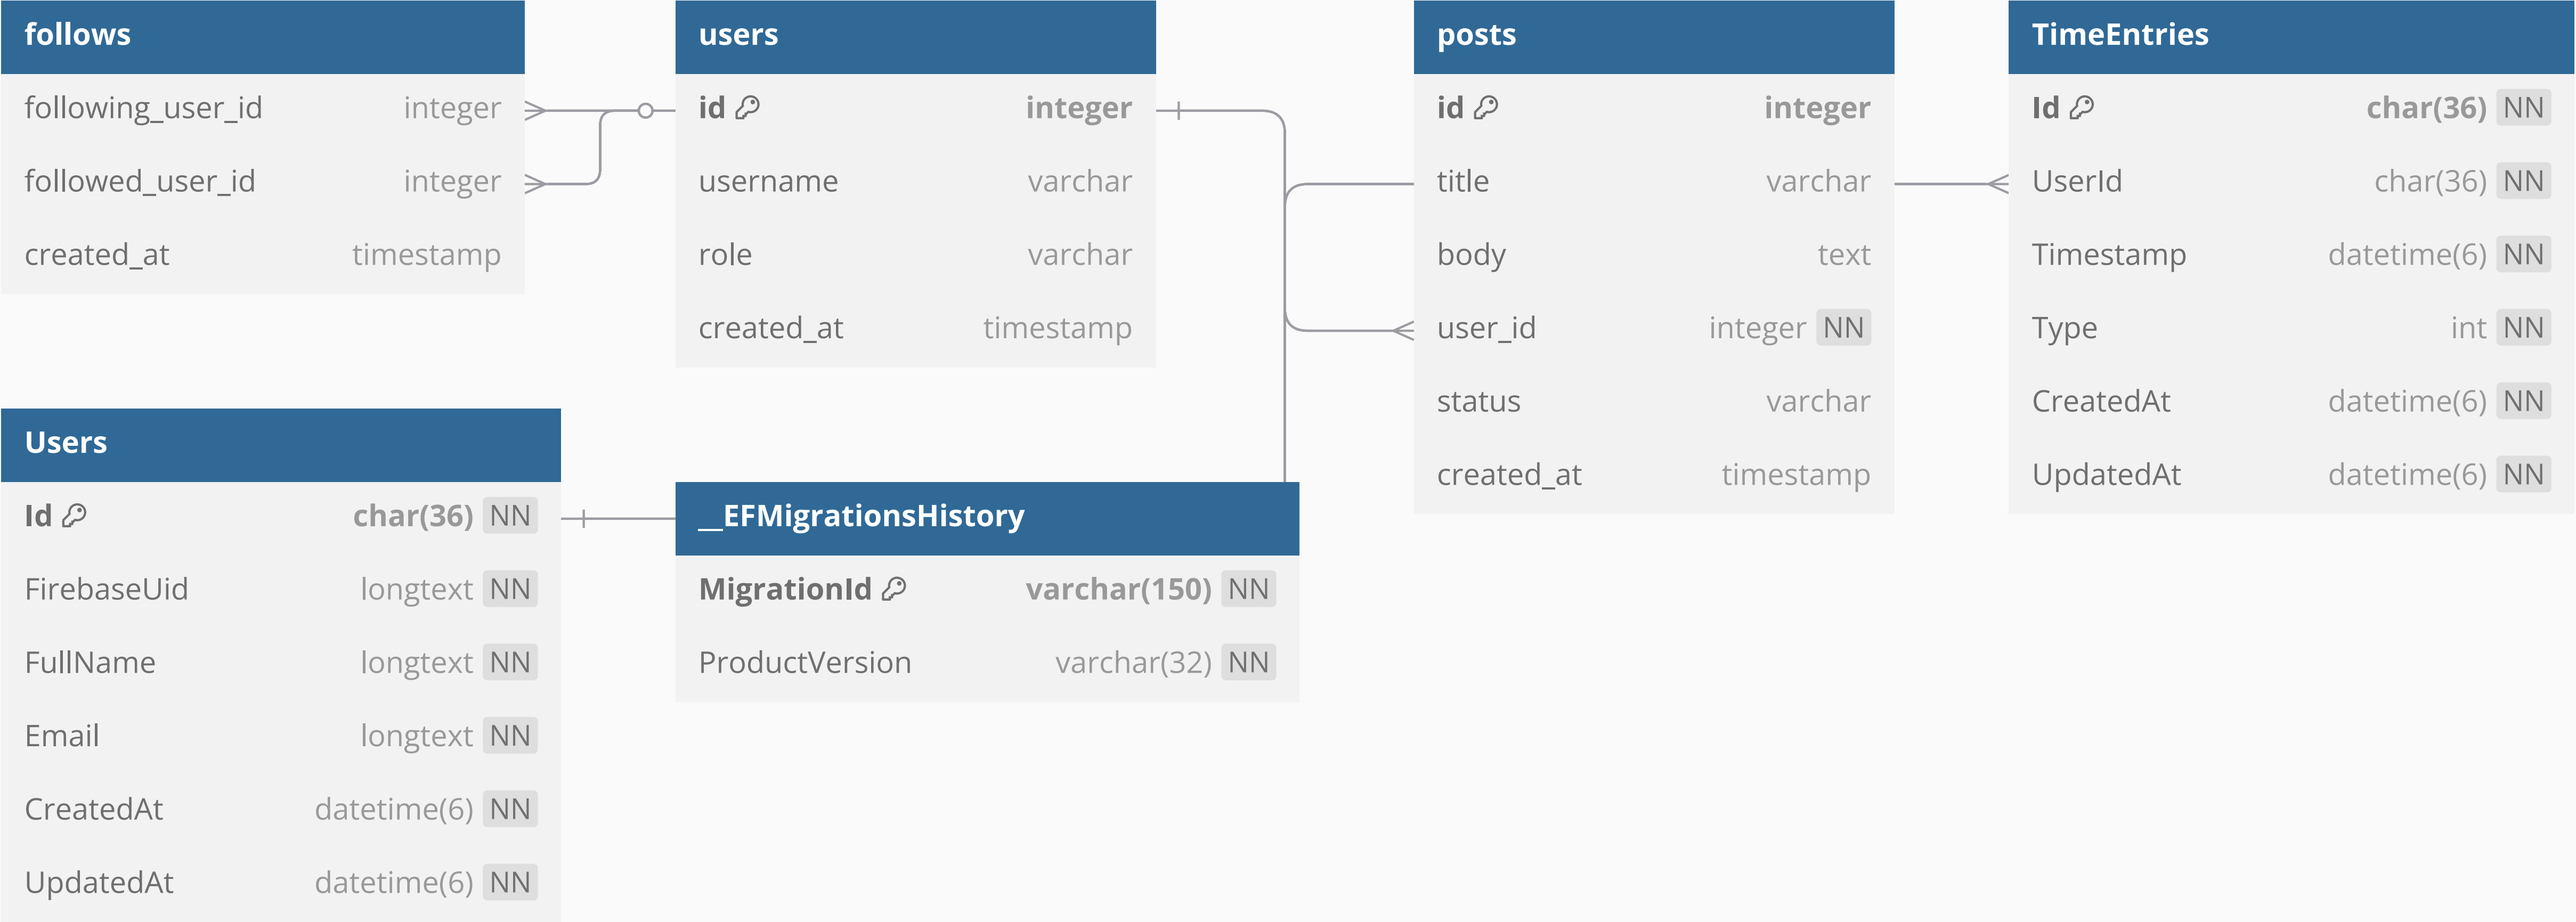 follows
following_user_id integer
followed_user_id integer
created_at timestamp
users
id integer
username varchar
role varchar
created_at timestamp
posts
id integer
title varchar
body text
user_id integer NN
status varchar
created_at timestamp
TimeEntries
Id char(36) NN
UserId char(36) NN
Timestamp datetime(6) NN
Type int NN
CreatedAt datetime(6) NN
UpdatedAt datetime(6) NN
Users
Id char(36) NN
FirebaseUid longtext NN
FullName longtext NN
Email longtext NN
CreatedAt datetime(6) NN
UpdatedAt datetime(6) NN
__EFMigrationsHistory
MigrationId varchar(150) NN
ProductVersion varchar(32) NN